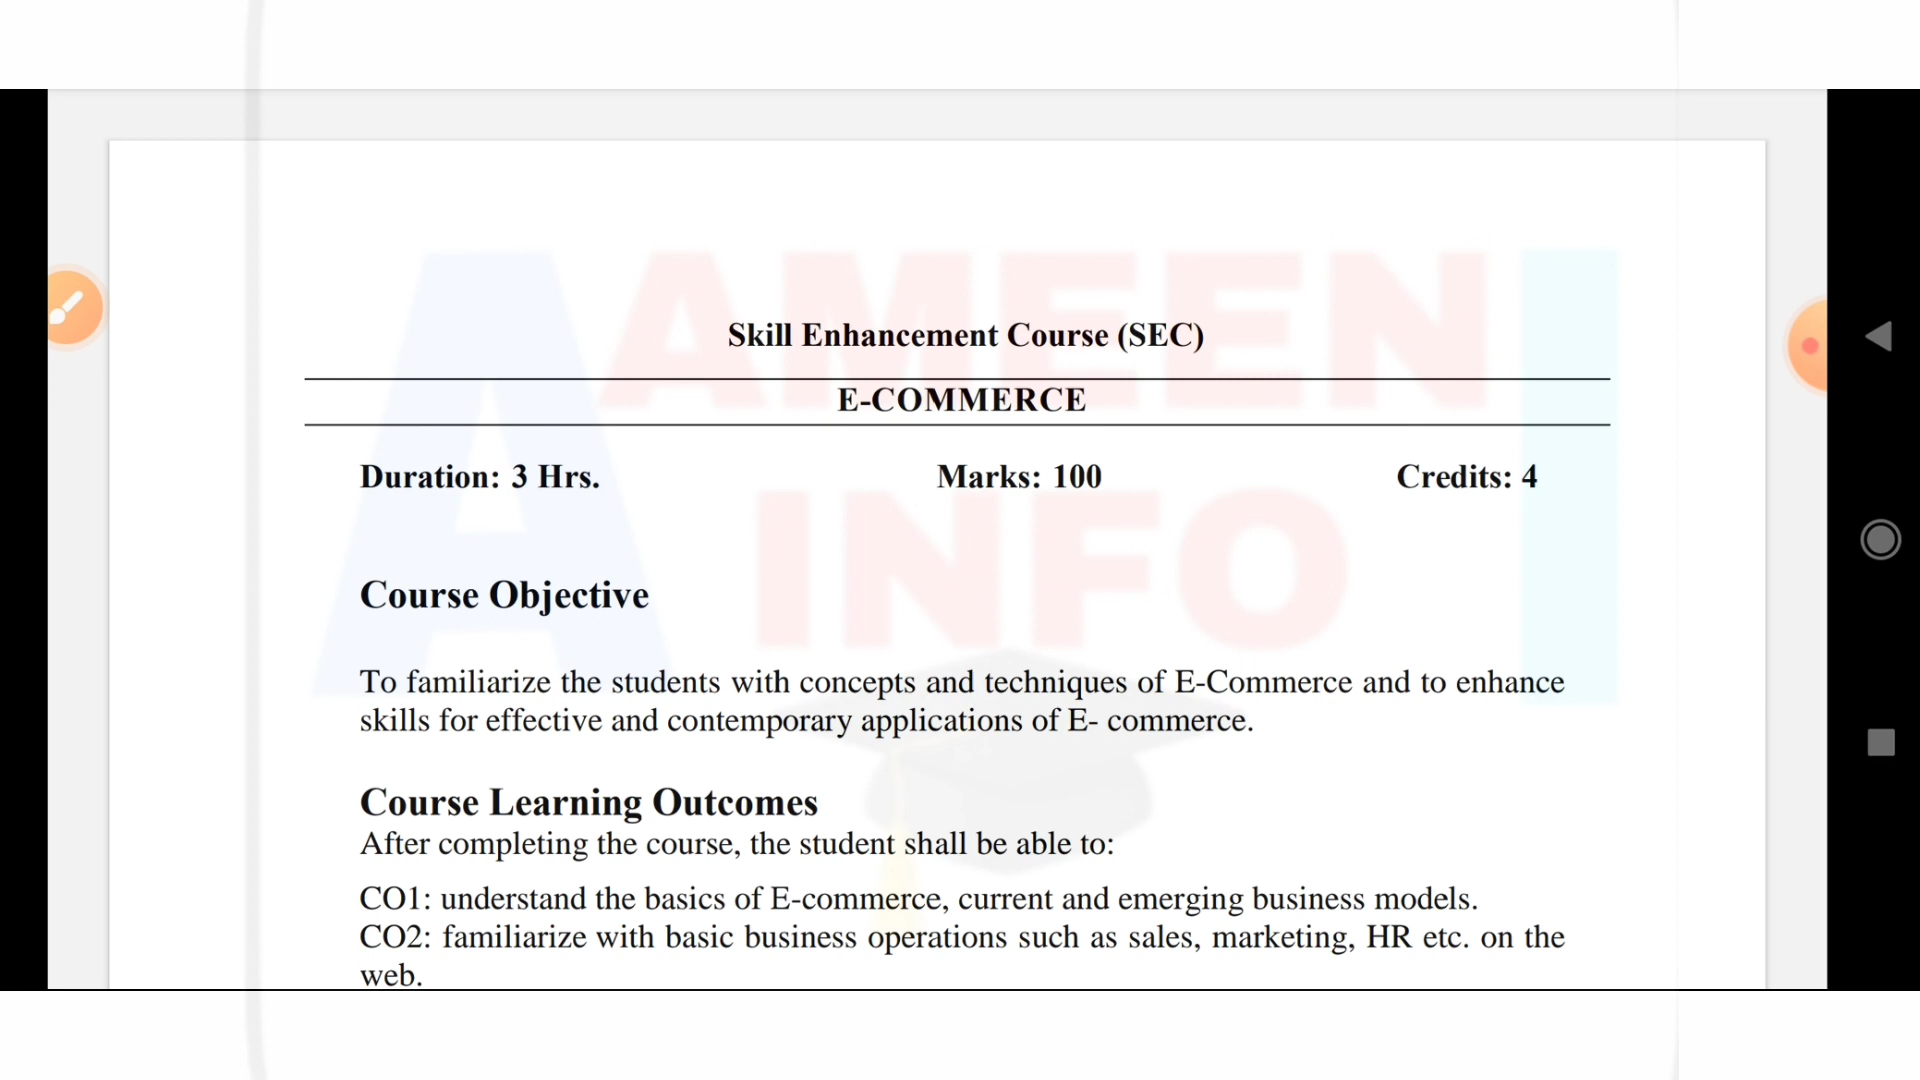 AMEEN
INFO
Skill Enhancement Course (SEC)
E-COMMERCE
Duration: 3 Hrs. Marks: 100 Credits: 4
Course Objective
To familiarize the students with concepts and techniques of E-Commerce and to enhance
skills for effective and contemporary applications of E- commerce.
Course Learning Outcomes
After completing the course, the student shall be able to:
CO1: understand the basics of E-commerce, current and emerging business models.
CO2: familiarize with basic business operations such as sales, marketing, HR etc. on the
web.